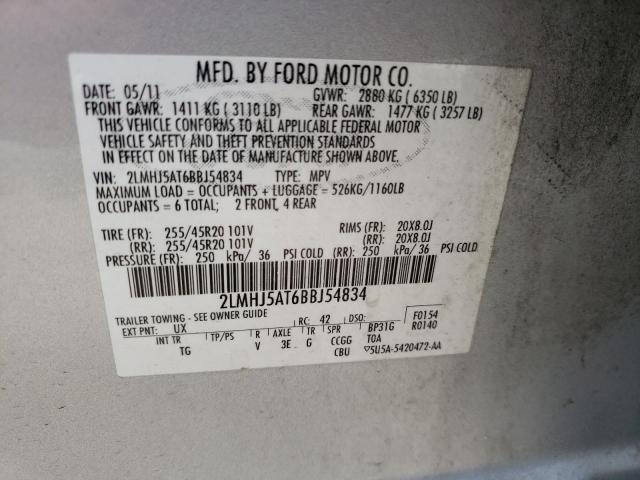 MFD. BY FORD MOTOR CO.
DATE: 05/11 GVWR: 2880 KG ( 6350 LB)
FRONT GAWR: 1411 KG ( 3110 LB) REAR GAWR: 1477 KG ( 3257 LB)
THIS VEHICLE CONFORMS TO ALL APPLICABLE FEDERAL MOTOR
VEHICLE SAFETY AND THEFT PREVENTION STANDARDS
IN EFFECT ON THE DATE OF MANUFACTURE SHOWN ABOVE.
VIN: 2LMHJ5AT6BBJ54834 TYPE: MPV
MAXIMUM LOAD = OCCUPANTS + LUGGAGE = 526KG/1160LB
OCCUPANTS = 6 TOTAL; 2 FRONT, 4 REAR
TIRE (FR): 255/45R20 101V RIMS (FR): 20X8.0J
(RR): 255/45R20 101V (RR): 20X8.0J
PRESSURE (FR): 250 kPa/ 36 PSI COLD (RR): 250 kPa/ 36 PSI COLD
2LMHJ5AT6BBJ54834
TRAILER TOWING - SEE OWNER GUIDE
EXT PNT: UX RC: 42 DSO: F0154
R0140
INT TR TP/PS R AXLE TR SPR BP31G
TG V 3E G CCGG TOA
CBU 5U5A-5420472-AA